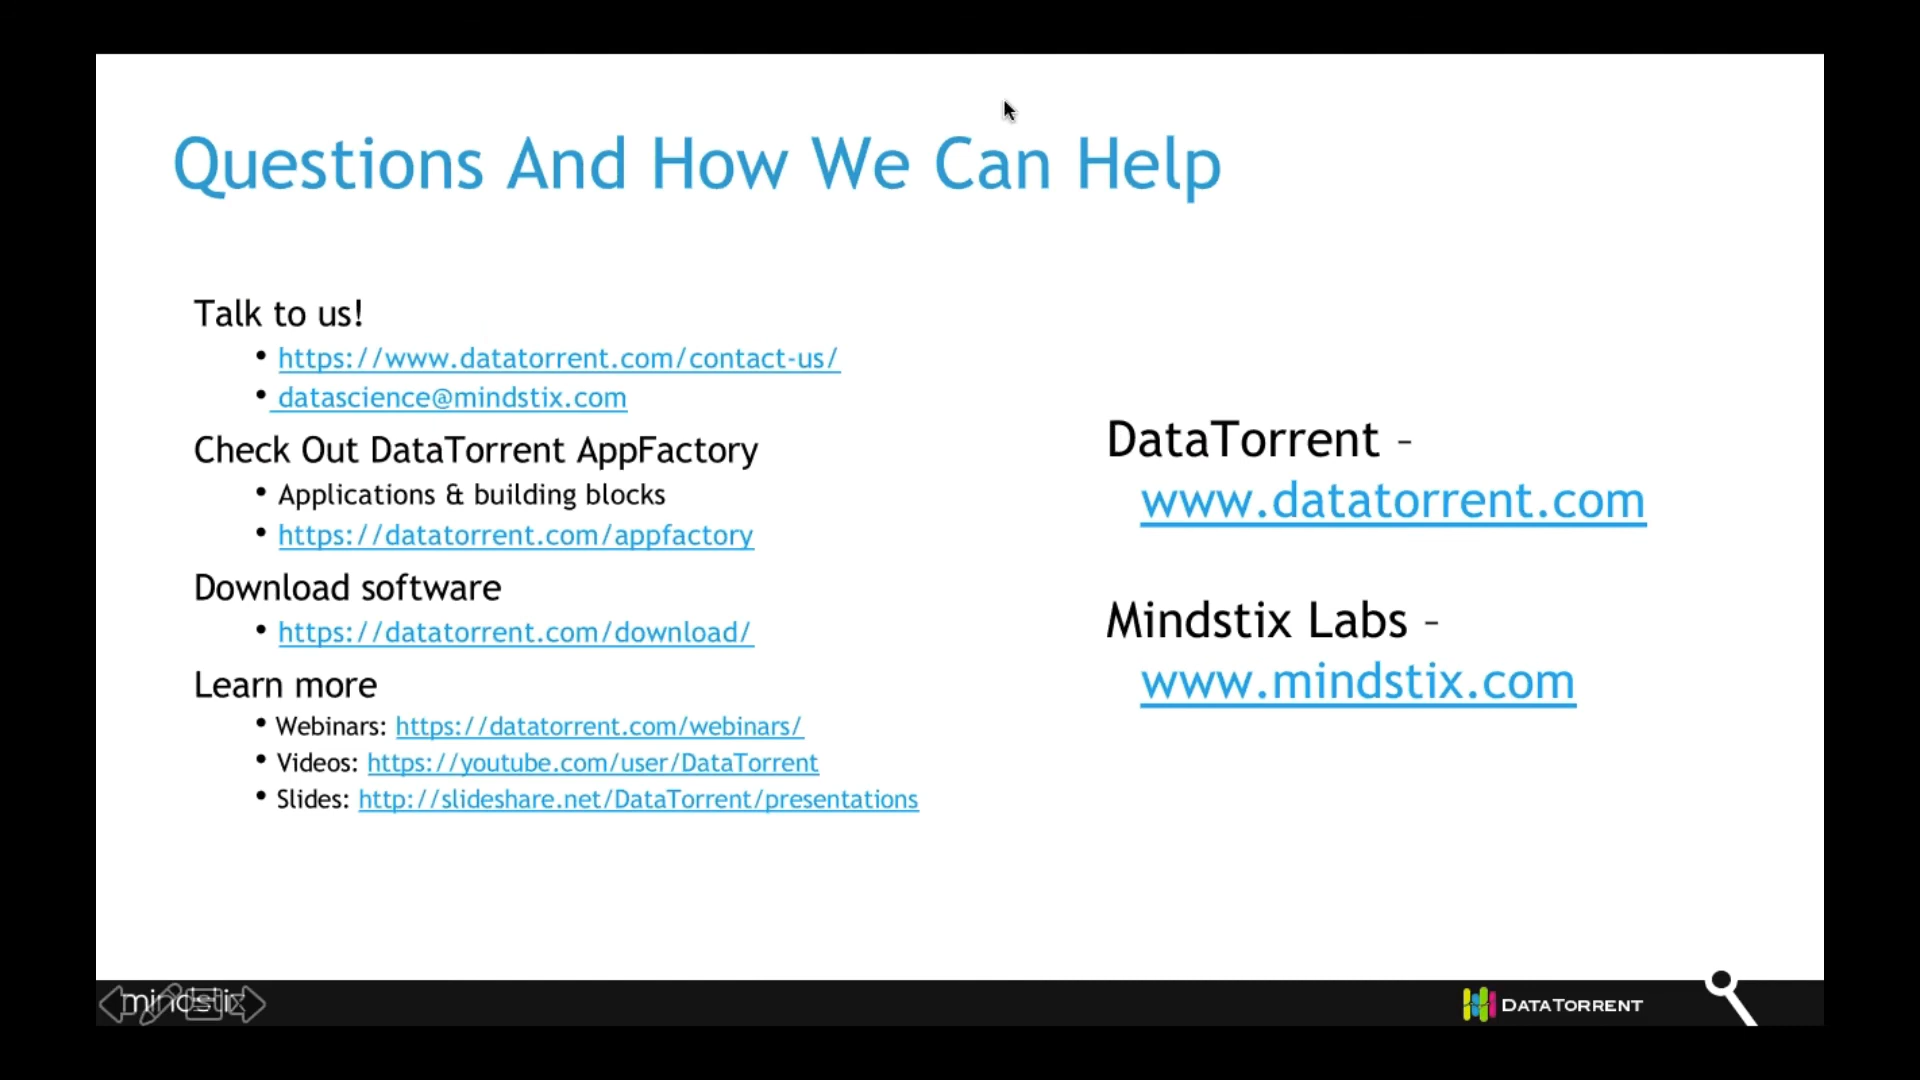 Questions And How We Can Help
Talk to us!
• https://www.datatorrent.com/contact-us/
• datascience@mindstix.com
Check Out DataTorrent AppFactory
• Applications & building blocks
• https://datatorrent.com/appfactory
Download software
• https://datatorrent.com/download/
Learn more
• Webinars: https://datatorrent.com/webinars/
• Videos: https://youtube.com/user/DataTorrent
• Slides: http://slideshare.net/DataTorrent/presentations
DataTorrent –
www.datatorrent.com
Mindstix Labs –
www.mindstix.com
mindstix
DATATORRENT